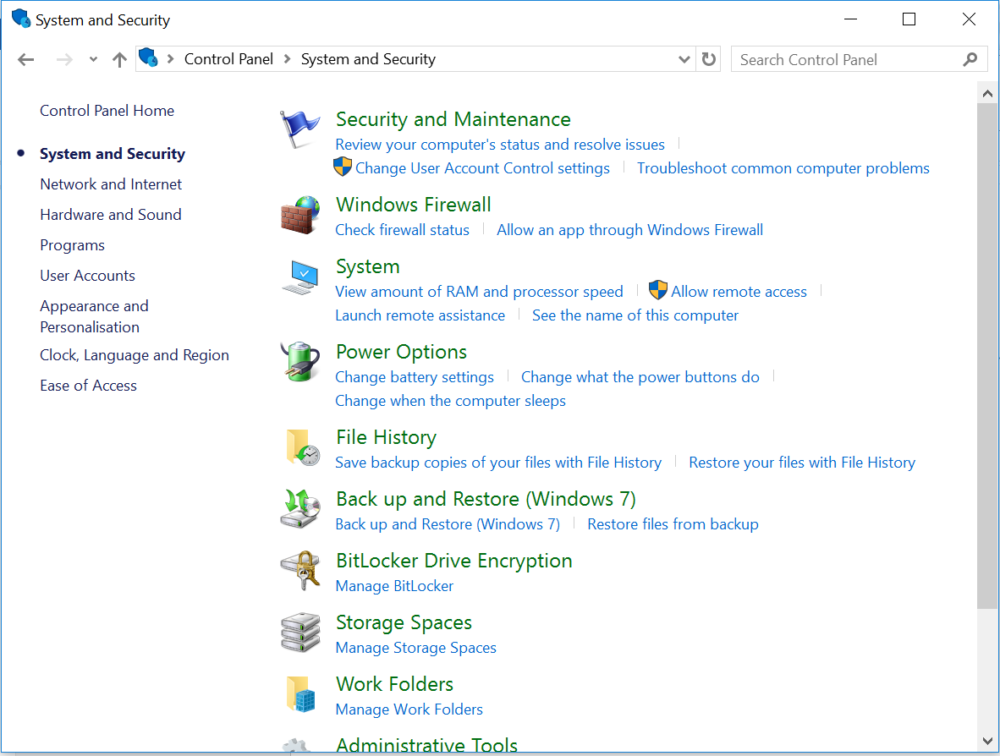 System and Security
Control Panel
System and Security
Search Control Panel
Control Panel Home
System and Security
Network and Internet
Hardware and Sound
Programs
User Accounts
Appearance and
Personalisation
Clock, Language and Region
Ease of Access
Security and Maintenance
Review your computer's status and resolve issues
Change User Account Control settings
Troubleshoot common computer problems
Windows Firewall
Check firewall status
Allow an app through Windows Firewall
System
View amount of RAM and processor speed
Allow remote access
Launch remote assistance
See the name of this computer
Power Options
Change battery settings
Change what the power buttons do
Change when the computer sleeps
File History
Save backup copies of your files with File History
Restore your files with File History
Back up and Restore (Windows 7)
Back up and Restore (Windows 7)
Restore files from backup
BitLocker Drive Encryption
Manage BitLocker
Storage Spaces
Manage Storage Spaces
Work Folders
Manage Work Folders
Administrative Tools